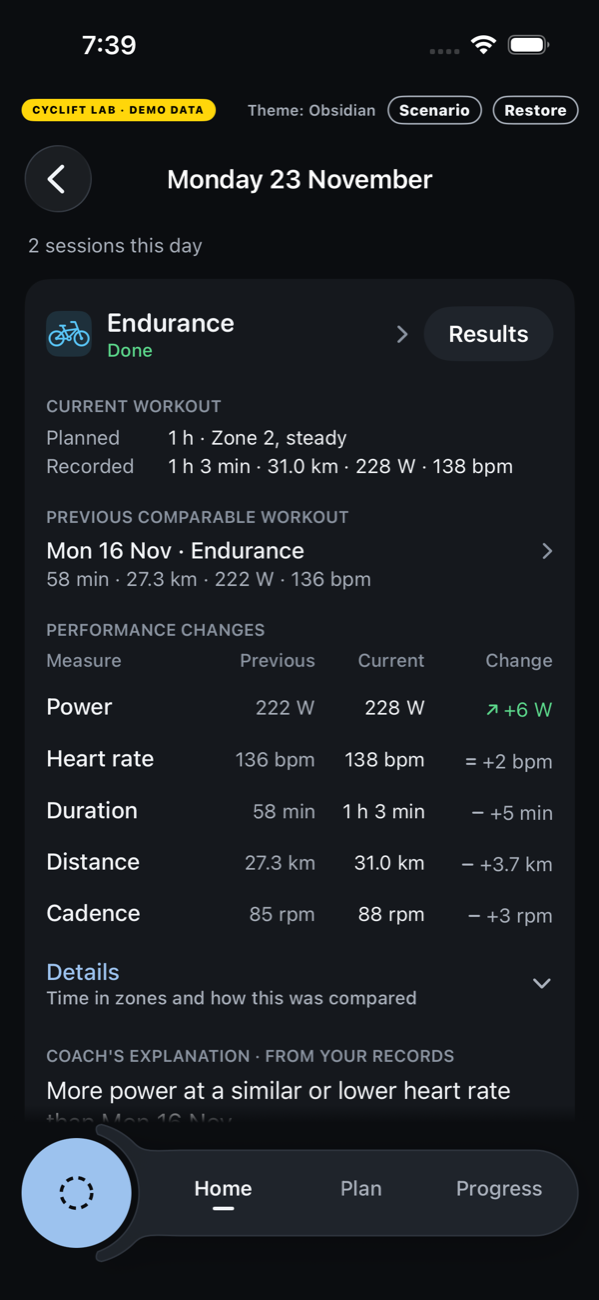 7:39
CYCLIFT LAB · DEMO DATA
Theme: Obsidian
Scenario
Restore
Monday 23 November
2 sessions this day
Endurance
Done
Results
CURRENT WORKOUT
Planned 1 h · Zone 2, steady
Recorded 1 h 3 min · 31.0 km · 228 W · 138 bpm
PREVIOUS COMPARABLE WORKOUT
Mon 16 Nov · Endurance
58 min · 27.3 km · 222 W · 136 bpm
PERFORMANCE CHANGES
Measure Previous Current Change
Power 222 W 228 W ↗ +6 W
Heart rate 136 bpm 138 bpm = +2 bpm
Duration 58 min 1 h 3 min – +5 min
Distance 27.3 km 31.0 km – +3.7 km
Cadence 85 rpm 88 rpm – +3 rpm
Details
Time in zones and how this was compared
COACH'S EXPLANATION · FROM YOUR RECORDS
More power at a similar or lower heart rate
than Mon 16 Nov
Home Plan Progress